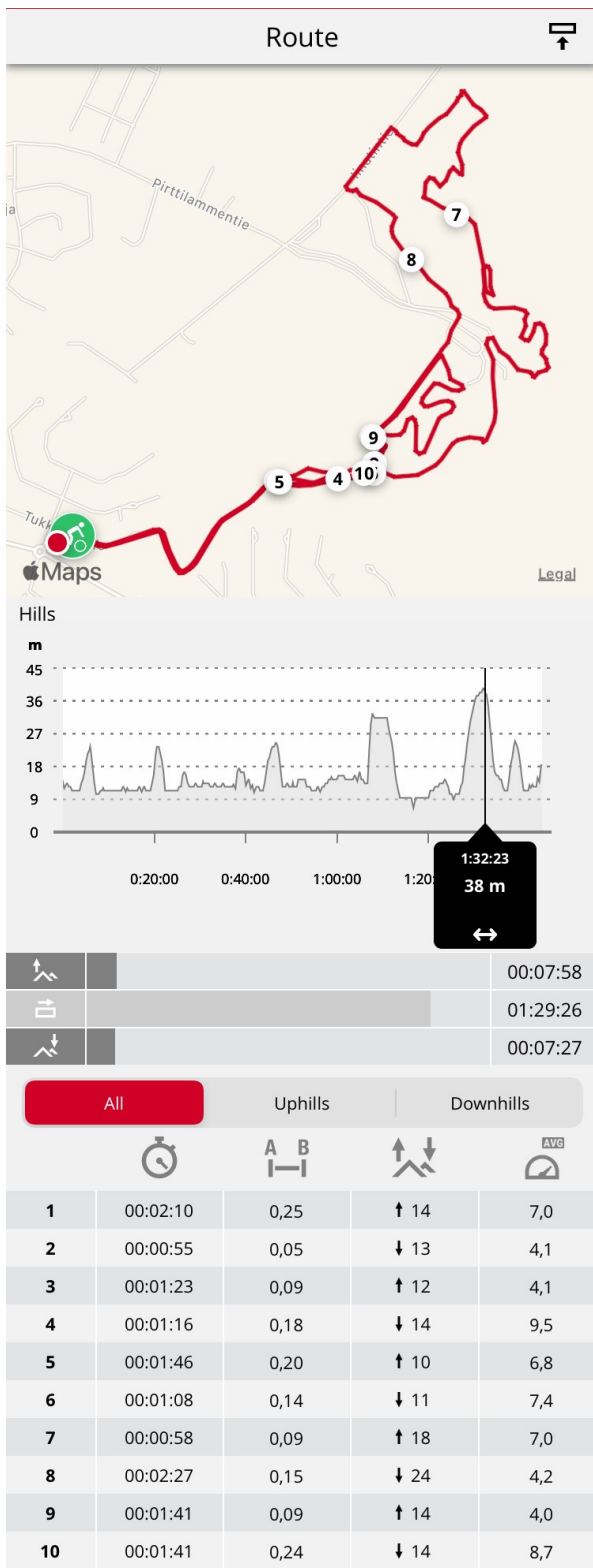 Route
Pirttilammentie
ja
7
8
9
10
4
5
Tukk
Maps
Legal
Hills
m
45
36
27
18
9
0
0:20:00 0:40:00 1:00:00 1:20:
1:32:23
38 m
00:07:58
01:29:26
00:07:27
All Uphills Downhills
A B AVG
1 00:02:10 0,25 14 7,0
2 00:00:55 0,05 13 4,1
3 00:01:23 0,09 12 4,1
4 00:01:16 0,18 14 9,5
5 00:01:46 0,20 10 6,8
6 00:01:08 0,14 11 7,4
7 00:00:58 0,09 18 7,0
8 00:02:27 0,15 24 4,2
9 00:01:41 0,09 14 4,0
10 00:01:41 0,24 14 8,7